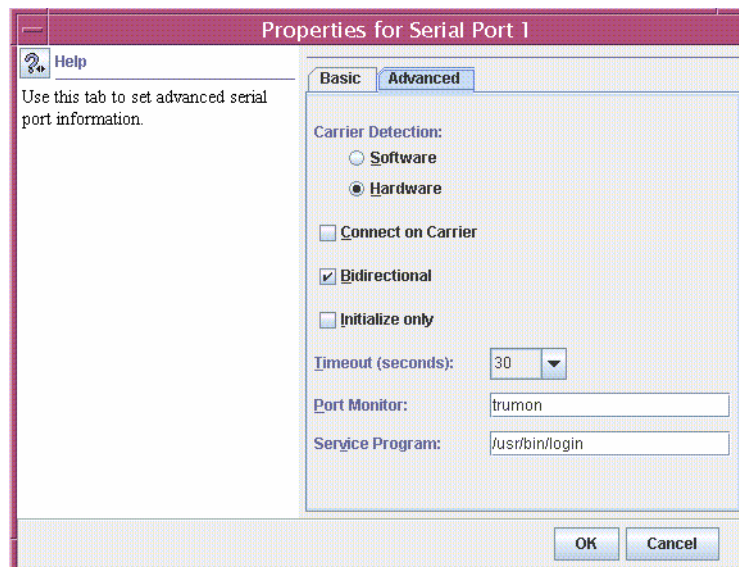 Properties for Serial Port 1
Help
Use this tab to set advanced serial
port information.
Basic
Advanced
Carrier Detection:
Software
Hardware
Connect on Carrier
Bidirectional
Initialize only
Timeout (seconds):
30
Port Monitor:
trumon
Service Program:
/usr/bin/login
OK
Cancel